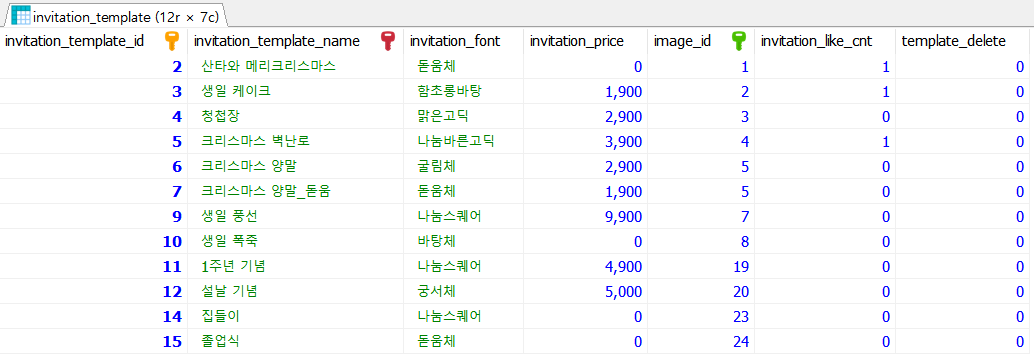 invitation_template (12r × 7c)
invitation_template_id invitation_template_name invitation_font invitation_price image_id invitation_like_cnt template_delete
2 산타와 메리크리스마스 돋움체 0 1 1 0
3 생일 케이크 함초롱바탕 1,900 2 1 0
4 청첩장 맑은고딕 2,900 3 0 0
5 크리스마스 벽난로 나눔바른고딕 3,900 4 1 0
6 크리스마스 양말 굴림체 2,900 5 0 0
7 크리스마스 양말_돋움 돋움체 1,900 5 0 0
9 생일 풍선 나눔스퀘어 9,900 7 0 0
10 생일 폭죽 바탕체 0 8 0 0
11 1주년 기념 나눔스퀘어 4,900 19 0 0
12 설날 기념 궁서체 5,000 20 0 0
14 집들이 나눔스퀘어 0 23 0 0
15 졸업식 돋움체 0 24 0 0